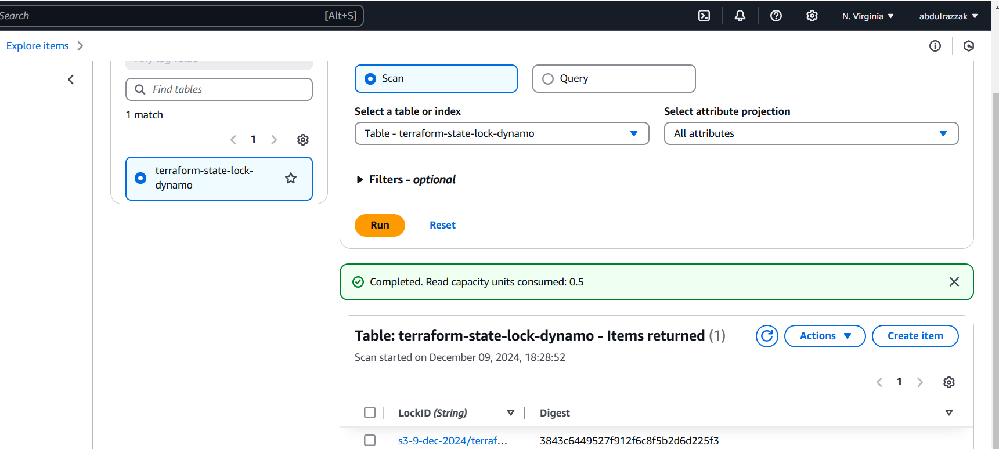 Search [Alt+S] N. Virginia abdulrazzak
Explore items
Any tag value
Find tables
1 match
1
terraform-state-lock-
dynamo
Scan Query
Select a table or index Select attribute projection
Table - terraform-state-lock-dynamo All attributes
Filters - optional
Run Reset
Completed. Read capacity units consumed: 0.5
Table: terraform-state-lock-dynamo - Items returned (1) Actions Create item
Scan started on December 09, 2024, 18:28:52
1
LockID (String) Digest
s3-9-dec-2024/terraf... 3843c6449527f912f6c8f5b2d6d225f3